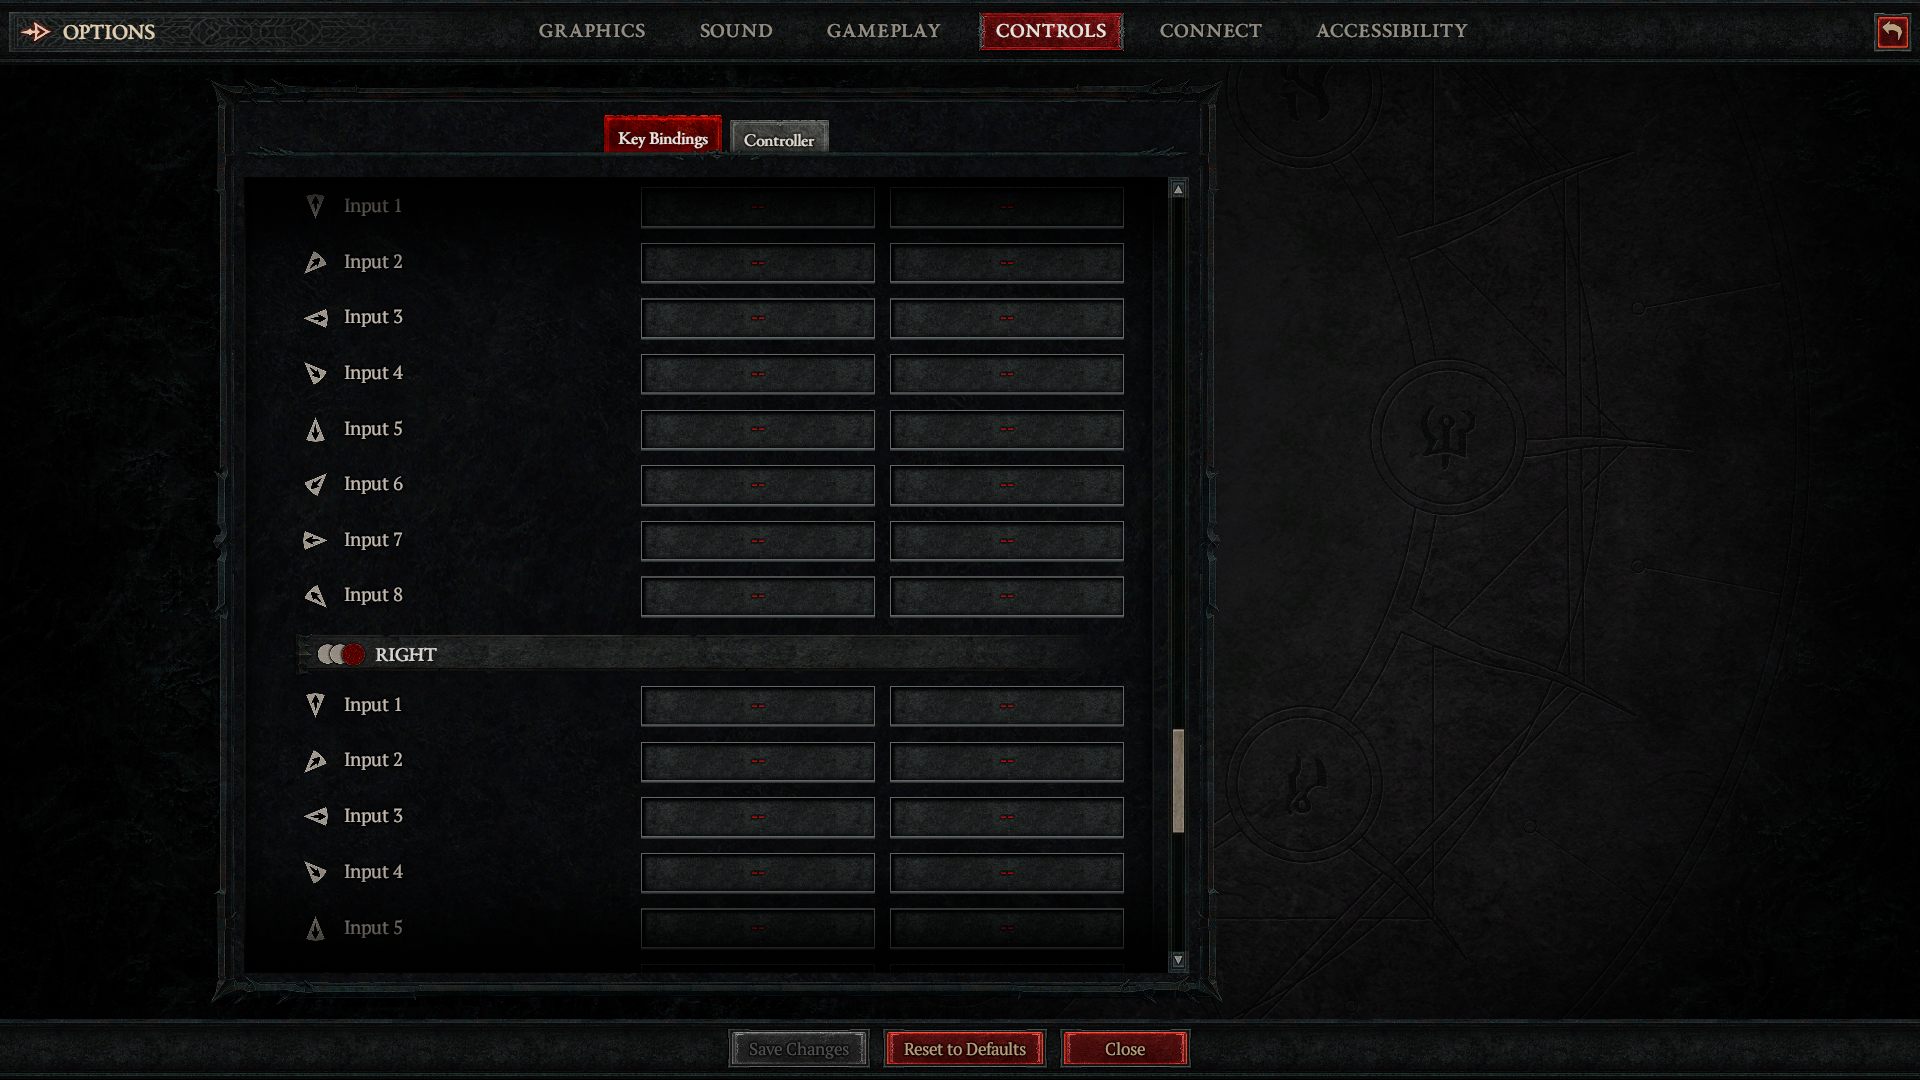 OPTIONS
GRAPHICS SOUND GAMEPLAY CONTROLS CONNECT ACCESSIBILITY
Key Bindings Controller
Input 1 -- --
Input 2 -- --
Input 3 -- --
Input 4 -- --
Input 5 -- --
Input 6 -- --
Input 7 -- --
Input 8 -- --
RIGHT
Input 1 -- --
Input 2 -- --
Input 3 -- --
Input 4 -- --
Input 5 -- --
Save Changes Reset to Defaults Close